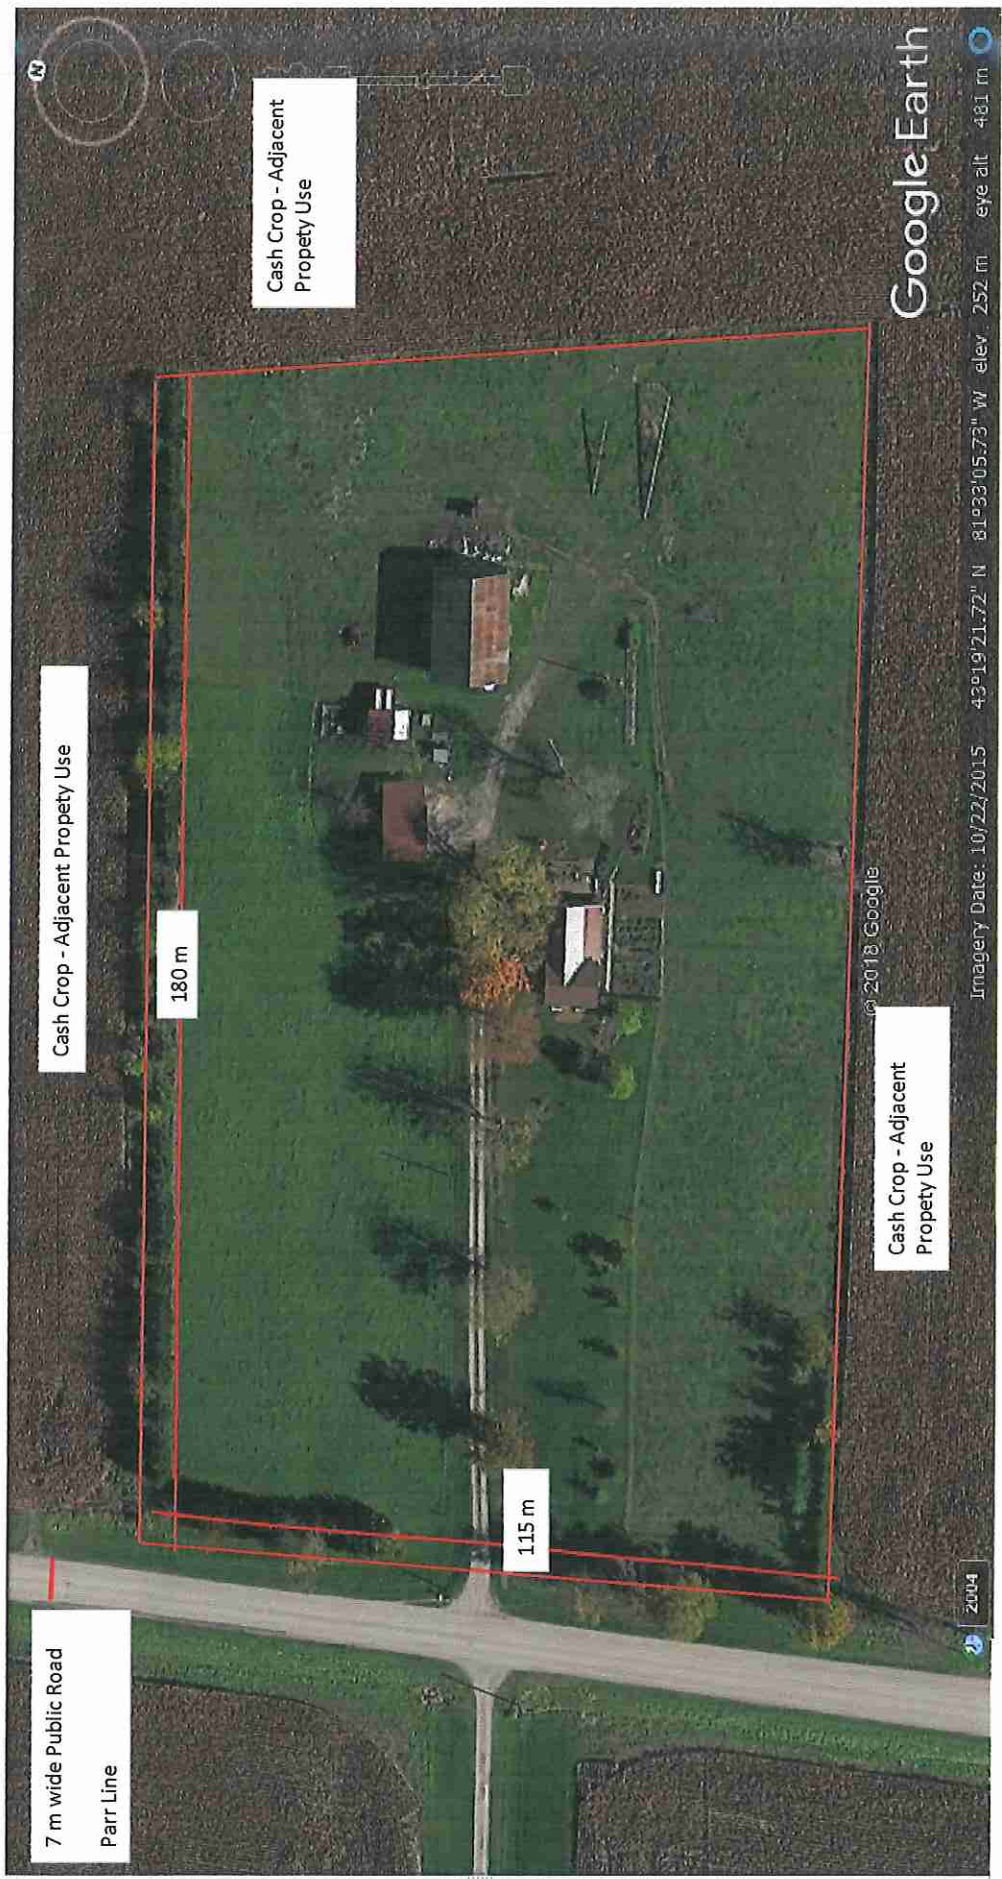 7 m wide Public Road
Parr Line
Cash Crop - Adjacent Propety Use
N
Cash Crop - Adjacent
Propety Use
180 m
115 m
Cash Crop - Adjacent
Propety Use
© 2018 Google
Google Earth
2004
Imagery Date: 10/22/2015 43°19'21.72" N 81°33'05.73" W elev 252 m eye alt 481 m